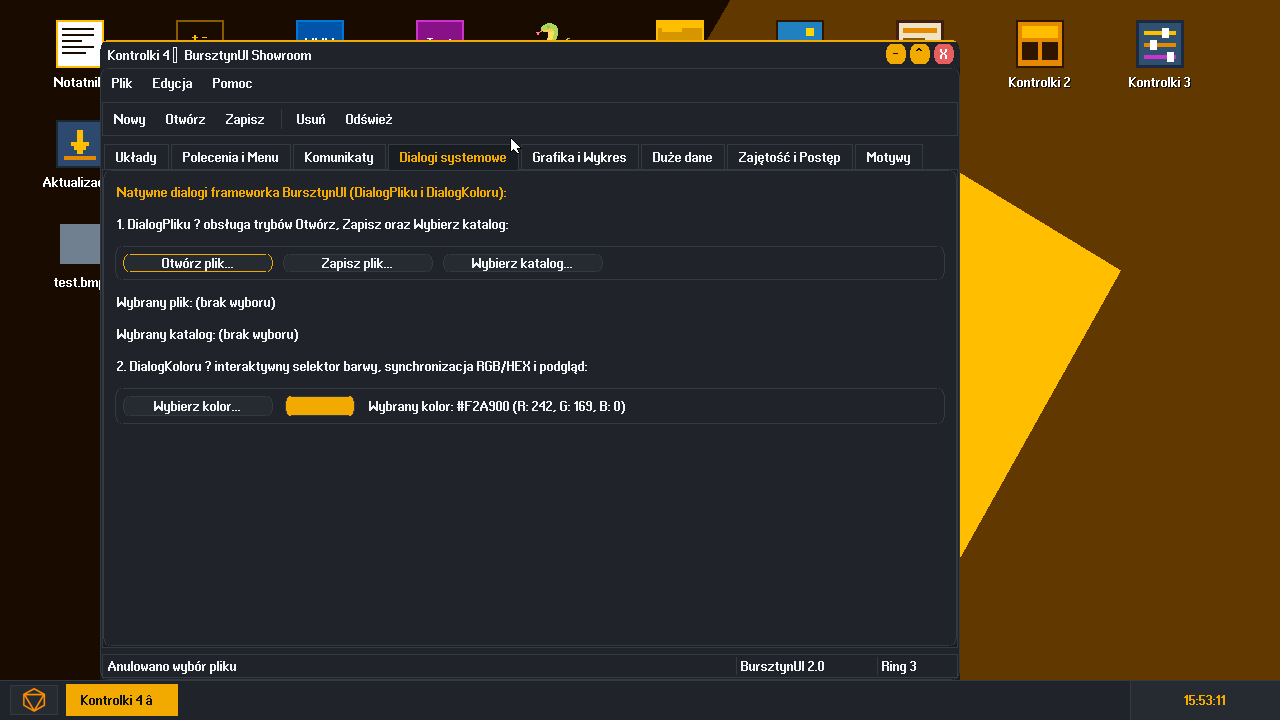 Notatnik
Kontrolki 4▯ BursztynUI Showroom
- ^ X
Kontrolki 2
Kontrolki 3
Plik Edycja Pomoc
Nowy Otwórz Zapisz Usuń Odśwież
Układy Polecenia i Menu Komunikaty Dialogi systemowe Grafika i Wykres Duże dane Zajętość i Postęp Motywy
Aktualizac
Natywne dialogi frameworka BursztynUI (DialogPliku i DialogKoloru):
1. DialogPliku ? obsługa trybów Otwórz, Zapisz oraz Wybierz katalog:
Otwórz plik... Zapisz plik... Wybierz katalog...
test.bmp
Wybrany plik: (brak wyboru)
Wybrany katalog: (brak wyboru)
2. DialogKoloru ? interaktywny selektor barwy, synchronizacja RGB/HEX i podgląd:
Wybierz kolor... Wybrany kolor: #F2A900 (R: 242, G: 169, B: 0)
Anulowano wybór pliku BursztynUI 2.0 Ring 3
Kontrolki 4 â 15:53:11